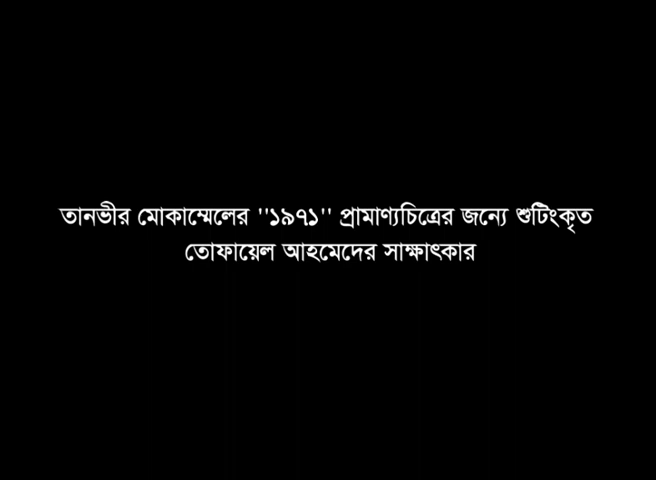 তানভীর মোকাম্মেলের ''১৯৭১'' প্রামাণ্যচিত্রের জন্যে শুটিংকৃত
তোফায়েল আহমেদের সাক্ষাৎকার